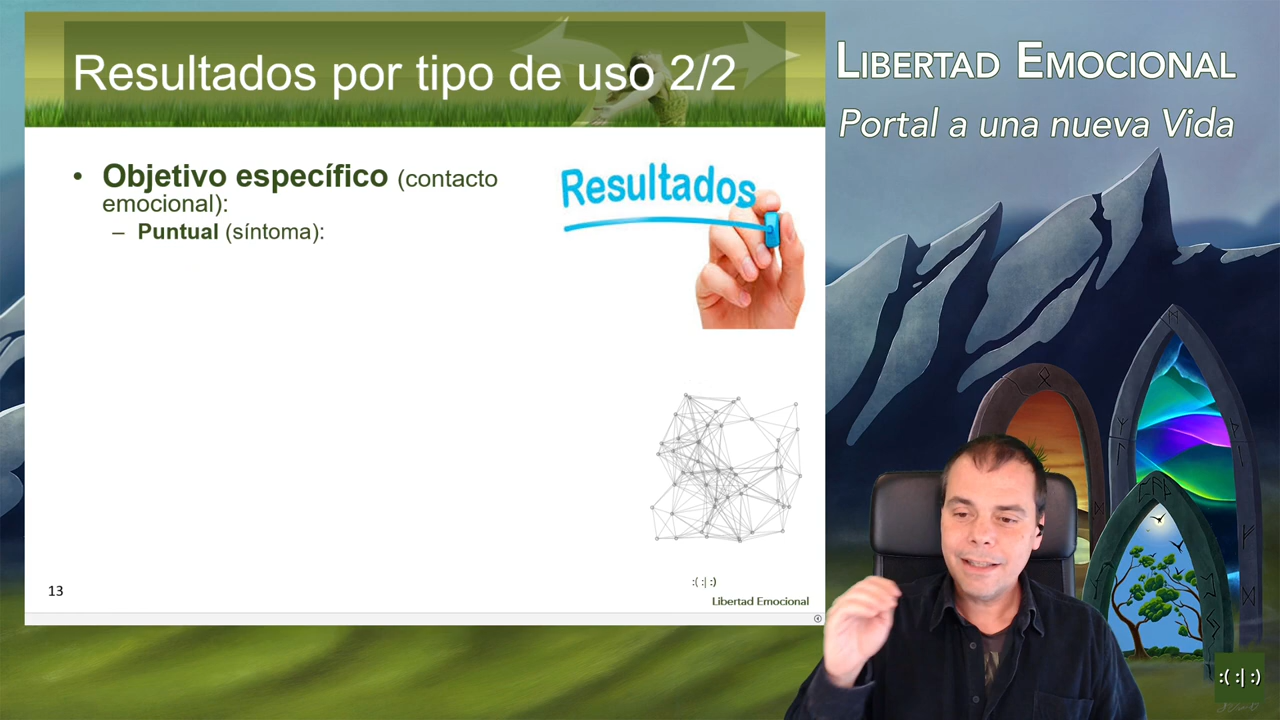 Resultados por tipo de uso 2/2
LIBERTAD EMOCIONAL
Portal a una nueva Vida
• Objetivo específico (contacto
emocional):
– Puntual (síntoma):
Resultados
13
:( :| :)
Libertad Emocional
:( :| :)